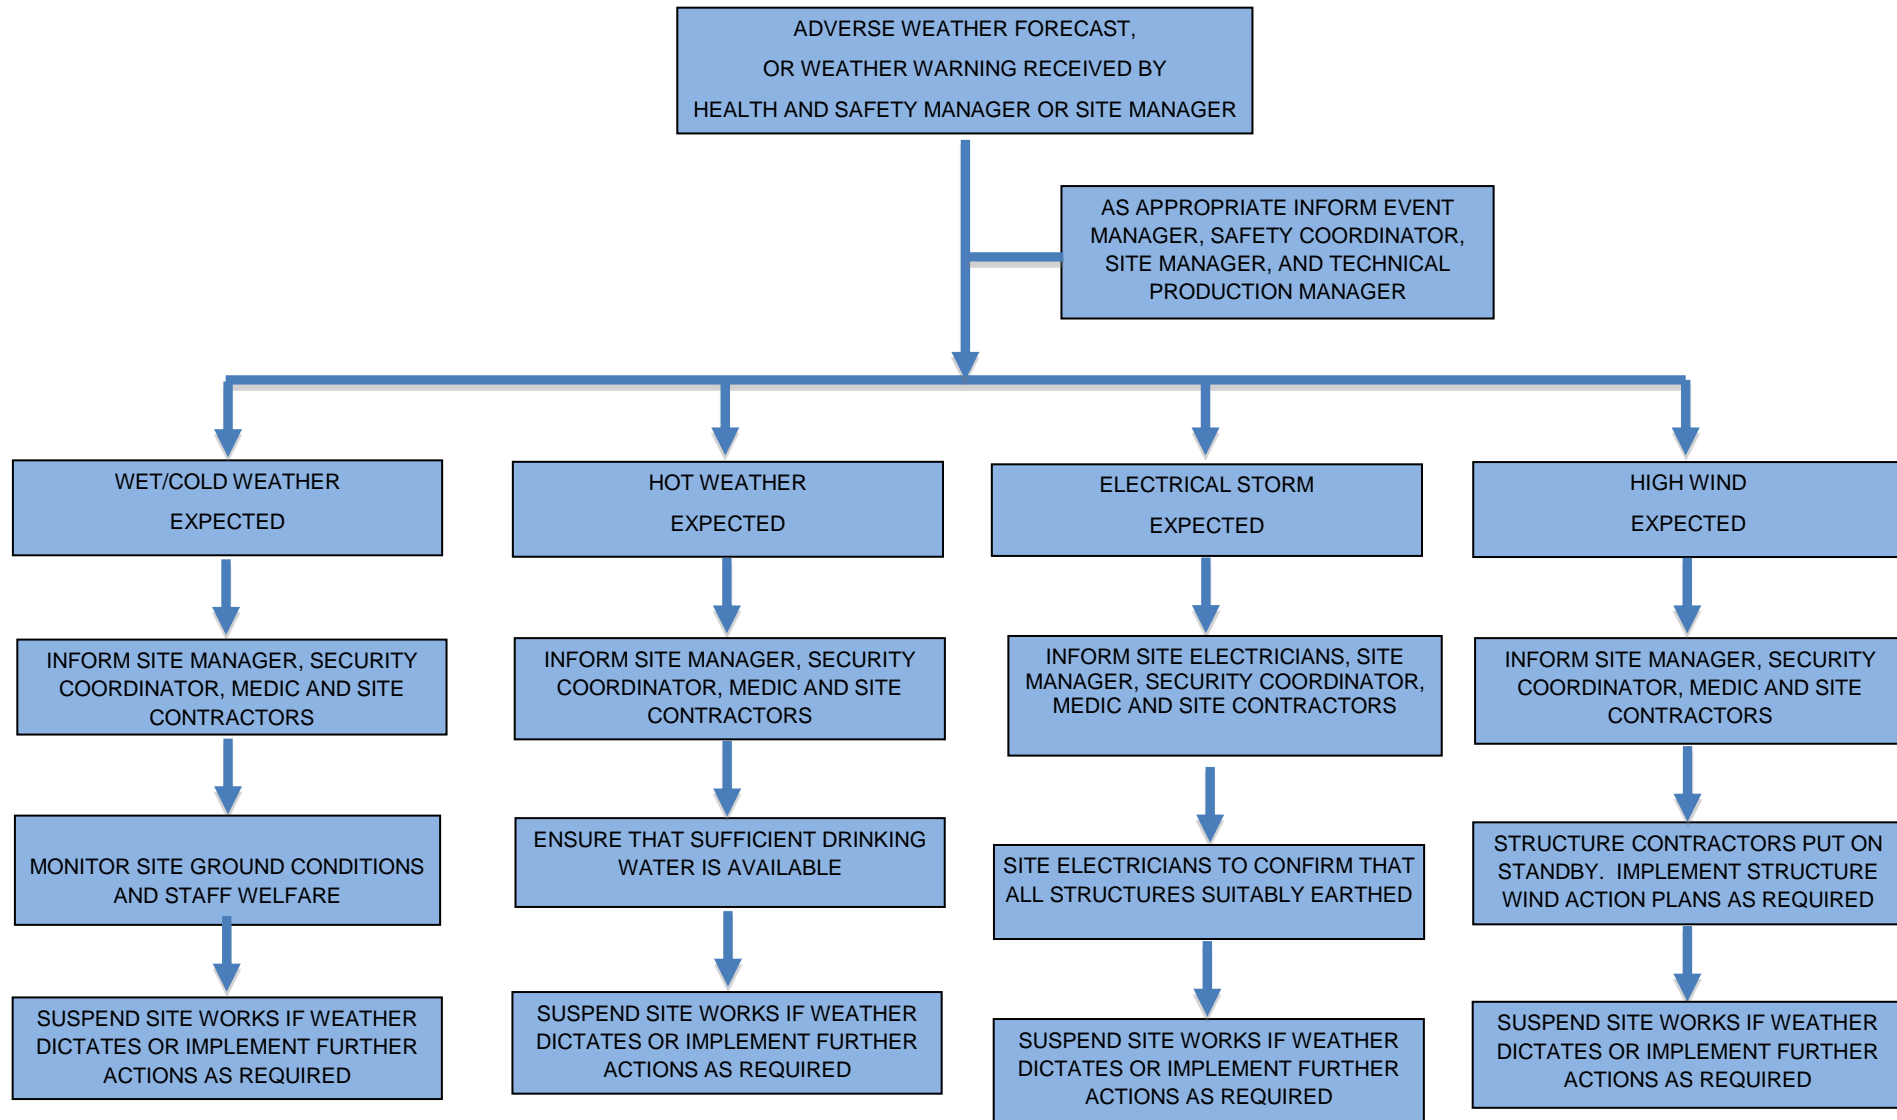 ADVERSE WEATHER FORECAST,
OR WEATHER WARNING RECEIVED BY
HEALTH AND SAFETY MANAGER OR SITE MANAGER
AS APPROPRIATE INFORM EVENT
MANAGER, SAFETY COORDINATOR,
SITE MANAGER, AND TECHNICAL
PRODUCTION MANAGER
WET/COLD WEATHER
EXPECTED
HOT WEATHER
EXPECTED
ELECTRICAL STORM
EXPECTED
HIGH WIND
EXPECTED
INFORM SITE MANAGER, SECURITY
COORDINATOR, MEDIC AND SITE
CONTRACTORS
INFORM SITE MANAGER, SECURITY
COORDINATOR, MEDIC AND SITE
CONTRACTORS
INFORM SITE ELECTRICIANS, SITE
MANAGER, SECURITY COORDINATOR,
MEDIC AND SITE CONTRACTORS
INFORM SITE MANAGER, SECURITY
COORDINATOR, MEDIC AND SITE
CONTRACTORS
MONITOR SITE GROUND CONDITIONS
AND STAFF WELFARE
ENSURE THAT SUFFICIENT DRINKING
WATER IS AVAILABLE
SITE ELECTRICIANS TO CONFIRM THAT
ALL STRUCTURES SUITABLY EARTHED
STRUCTURE CONTRACTORS PUT ON
STANDBY.  IMPLEMENT STRUCTURE
WIND ACTION PLANS AS REQUIRED
SUSPEND SITE WORKS IF WEATHER
DICTATES OR IMPLEMENT FURTHER
ACTIONS AS REQUIRED
SUSPEND SITE WORKS IF WEATHER
DICTATES OR IMPLEMENT FURTHER
ACTIONS AS REQUIRED
SUSPEND SITE WORKS IF WEATHER
DICTATES OR IMPLEMENT FURTHER
ACTIONS AS REQUIRED
SUSPEND SITE WORKS IF WEATHER
DICTATES OR IMPLEMENT FURTHER
ACTIONS AS REQUIRED